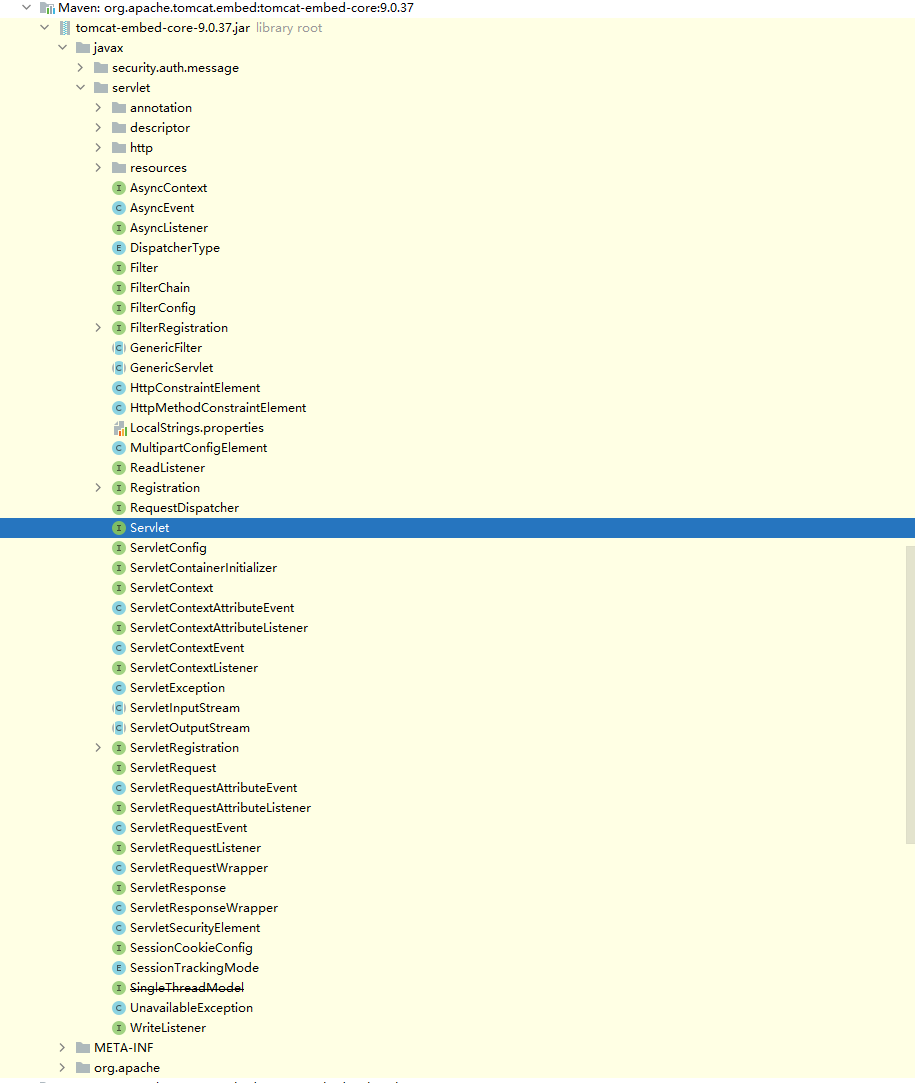 Maven: org.apache.tomcat.embed:tomcat-embed-core:9.0.37
tomcat-embed-core-9.0.37.jar library root
javax
security.auth.message
servlet
annotation
descriptor
http
resources
AsyncContext
AsyncEvent
AsyncListener
DispatcherType
Filter
FilterChain
FilterConfig
FilterRegistration
GenericFilter
GenericServlet
HttpConstraintElement
HttpMethodConstraintElement
LocalStrings.properties
MultipartConfigElement
ReadListener
Registration
RequestDispatcher
Servlet
ServletConfig
ServletContainerInitializer
ServletContext
ServletContextAttributeEvent
ServletContextAttributeListener
ServletContextEvent
ServletContextListener
ServletException
ServletInputStream
ServletOutputStream
ServletRegistration
ServletRequest
ServletRequestAttributeEvent
ServletRequestAttributeListener
ServletRequestEvent
ServletRequestListener
ServletRequestWrapper
ServletResponse
ServletResponseWrapper
ServletSecurityElement
SessionCookieConfig
SessionTrackingMode
SingleThreadModel
UnavailableException
WriteListener
META-INF
org.apache